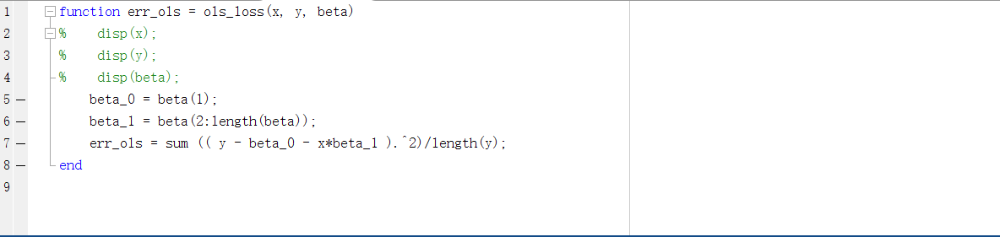 1 function err_ols = ols_loss(x, y, beta)
2 %    disp(x);
3 %    disp(y);
4 %    disp(beta);
5 –     beta_0 = beta(1);
6 –     beta_1 = beta(2:length(beta));
7 –     err_ols = sum (( y - beta_0 - x*beta_1 ).^2)/length(y);
8 – end
9